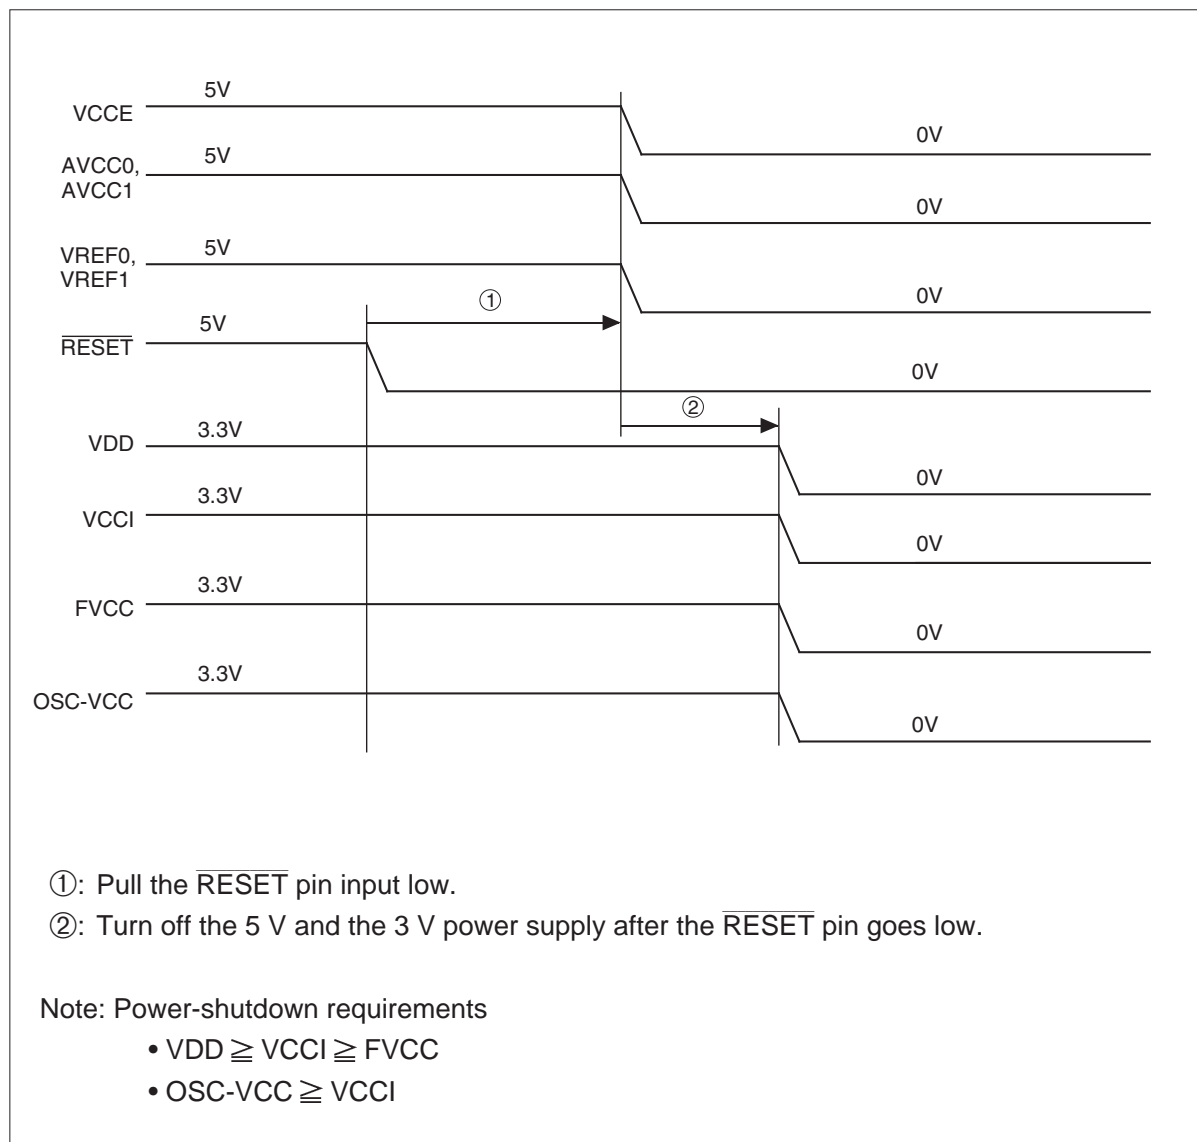 5V
VCCE
0V
5V
AVCC0,
AVCC1
0V
5V
VREF0,
VREF1
0V
①
5V
RESET
0V
②
3.3V
VDD
0V
3.3V
VCCI
0V
3.3V
FVCC
0V
3.3V
OSC-VCC
0V
①: Pull the RESET pin input low.
②: Turn off the 5 V and the 3 V power supply after the RESET pin goes low.
Note: Power-shutdown requirements
• VDD ≧ VCCI ≧ FVCC
• OSC-VCC ≧ VCCI